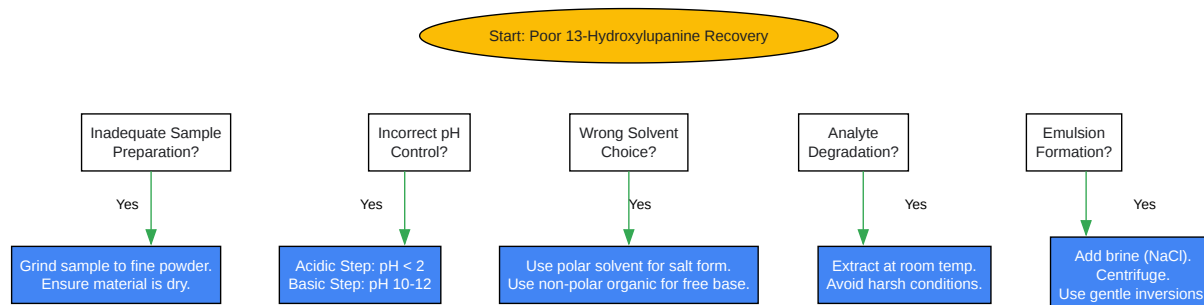 Start: Poor 13-Hydroxylupanine Recovery
Inadequate Sample
Preparation?
Incorrect pH
Control?
Wrong Solvent
Choice?
Analyte
Degradation?
Emulsion
Formation?
Yes
Yes
Yes
Yes
Yes
Grind sample to fine powder.
Ensure material is dry.
Acidic Step: pH < 2
Basic Step: pH 10-12
Use polar solvent for salt form.
Use non-polar organic for free base.
Extract at room temp.
Avoid harsh conditions.
Add brine (NaCl).
Centrifuge.
Use gentle inversions